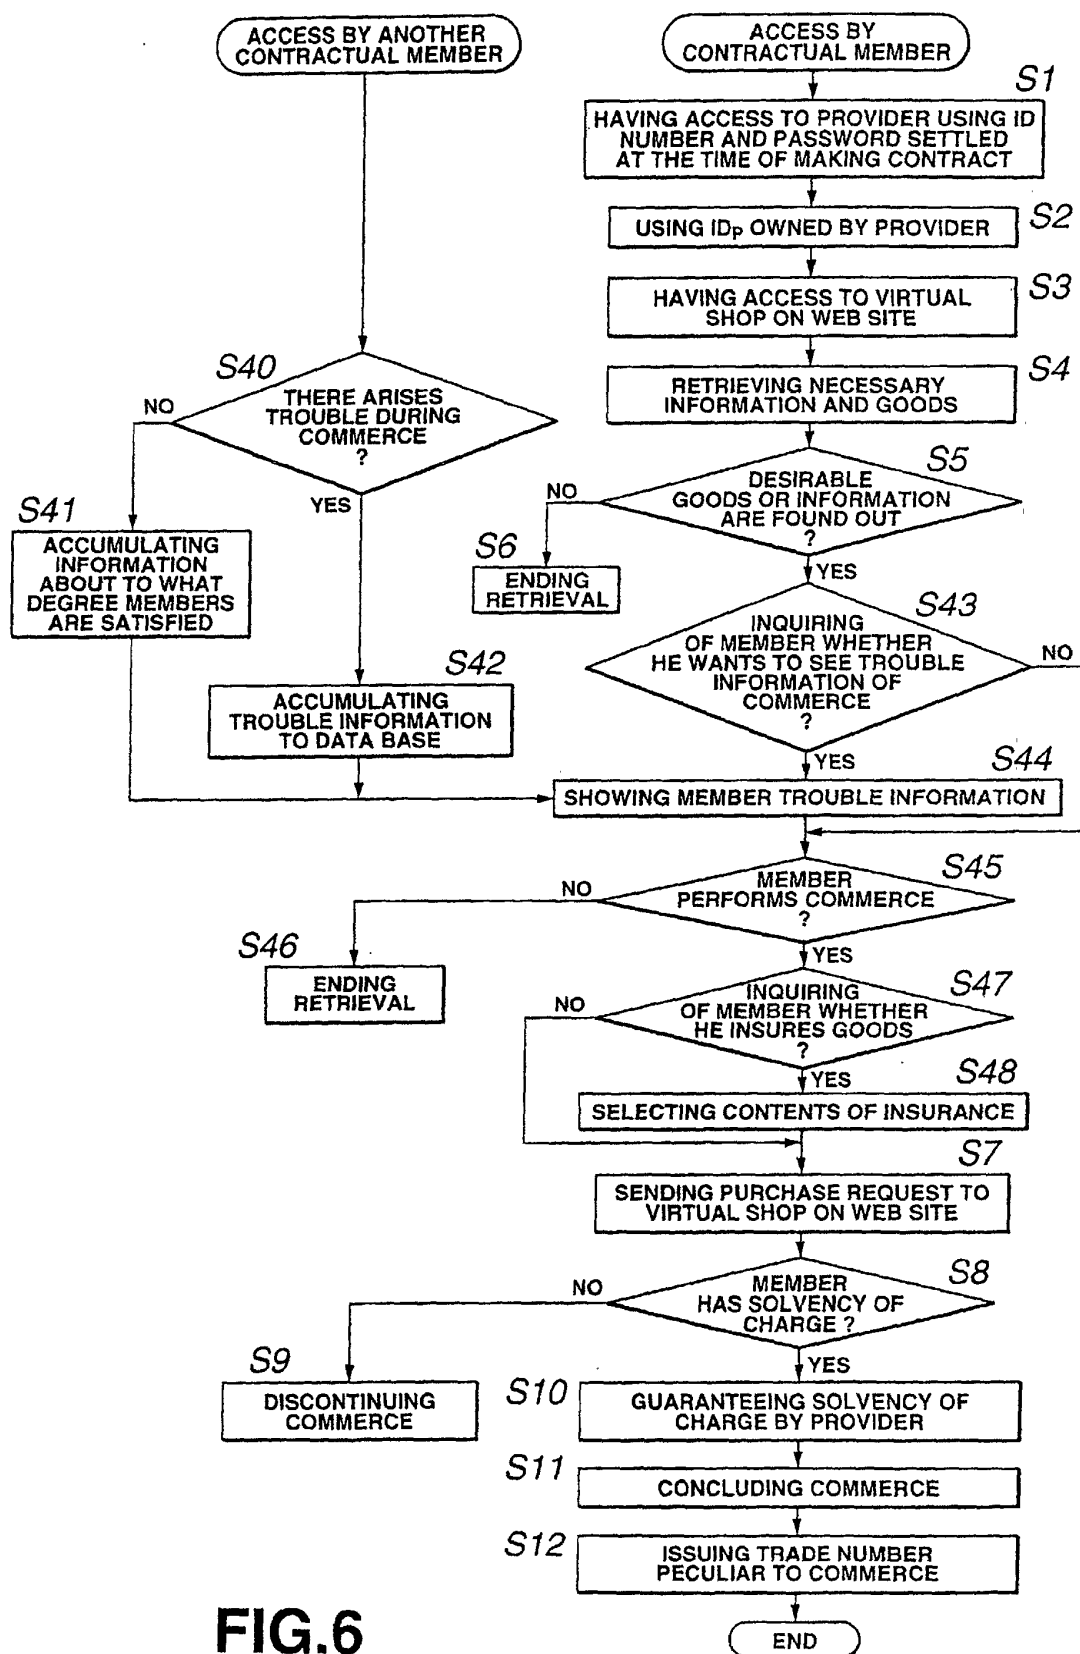 ACCESS BY ANOTHER
CONTRACTUAL MEMBER
ACCESS BY
CONTRACTUAL MEMBER
S1
HAVING ACCESS TO PROVIDER USING ID
NUMBER AND PASSWORD SETTLED
AT THE TIME OF MAKING CONTRACT
S2
USING IDP OWNED BY PROVIDER
S3
HAVING ACCESS TO VIRTUAL
SHOP ON WEB SITE
S4
RETRIEVING NECESSARY
INFORMATION AND GOODS
S40
THERE ARISES
TROUBLE DURING
COMMERCE
?
NO
YES
S5
DESIRABLE
GOODS OR INFORMATION
ARE FOUND OUT
?
NO
YES
S6
ENDING
RETRIEVAL
S41
ACCUMULATING
INFORMATION
ABOUT TO WHAT
DEGREE MEMBERS
ARE SATISFIED
S42
ACCUMULATING
TROUBLE INFORMATION
TO DATA BASE
S43
INQUIRING
OF MEMBER WHETHER
HE WANTS TO SEE TROUBLE
INFORMATION OF
COMMERCE
?
NO
YES
S44
SHOWING MEMBER TROUBLE INFORMATION
S45
MEMBER
PERFORMS COMMERCE
?
NO
YES
S46
ENDING
RETRIEVAL
S47
INQUIRING
OF MEMBER WHETHER
HE INSURES GOODS
?
NO
YES
S48
SELECTING CONTENTS OF INSURANCE
S7
SENDING PURCHASE REQUEST TO
VIRTUAL SHOP ON WEB SITE
S8
MEMBER
HAS SOLVENCY OF
CHARGE ?
NO
YES
S9
DISCONTINUING
COMMERCE
S10
GUARANTEEING SOLVENCY OF
CHARGE BY PROVIDER
S11
CONCLUDING COMMERCE
S12
ISSUING TRADE NUMBER
PECULIAR TO COMMERCE
END
FIG.6